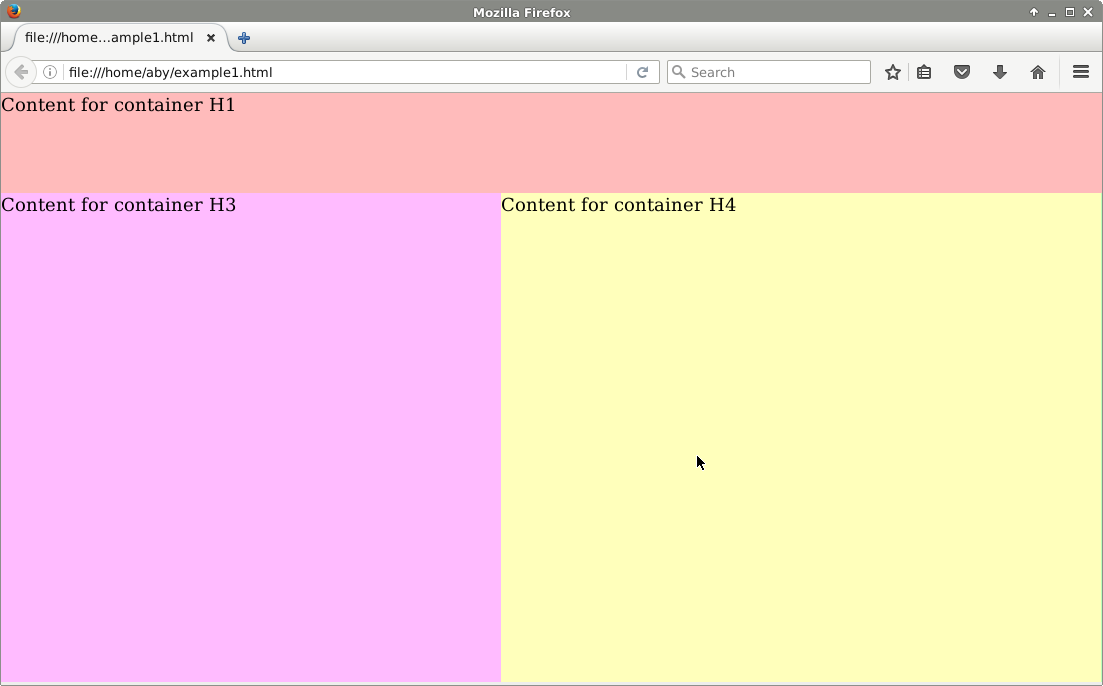 Mozilla Firefox
file:///home...ample1.html
file:///home/aby/example1.html
Search
Content for container H1
Content for container H3
Content for container H4